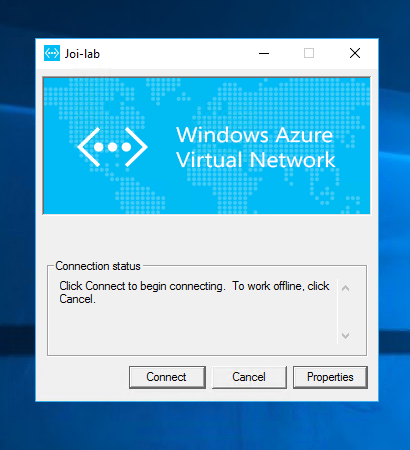 Joi-lab
Windows Azure
Virtual Network
Connection status
Click Connect to begin connecting.  To work offline, click
Cancel.
Connect
Cancel
Properties